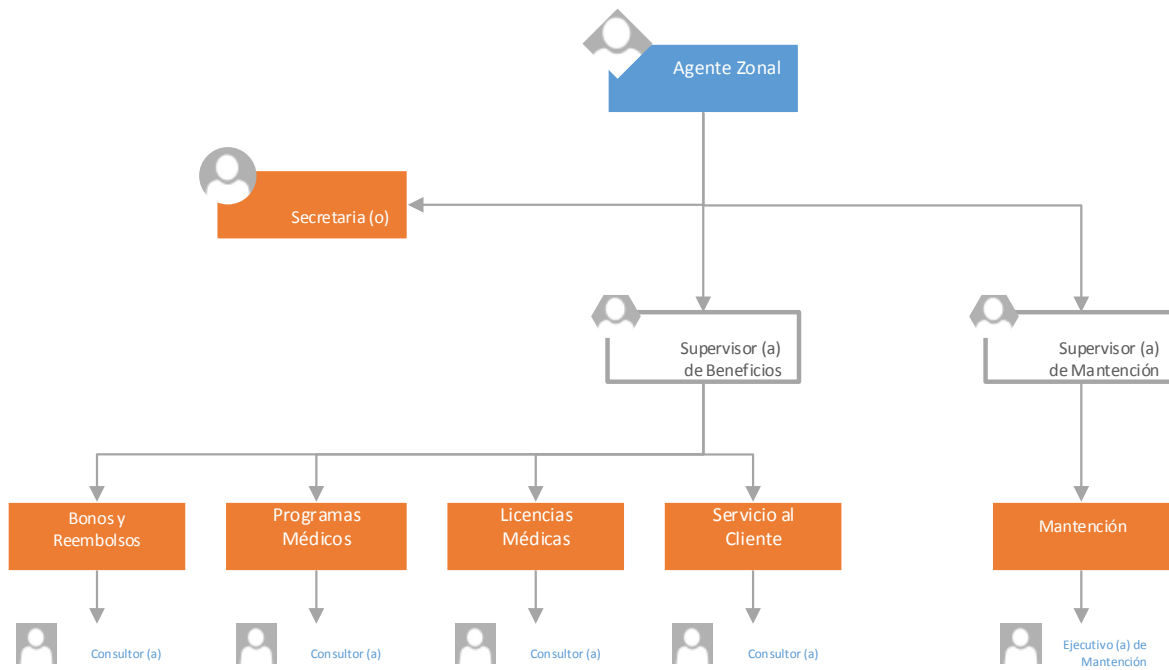 Agente Zonal
Secretaria (o)
Supervisor (a)
de Beneficios
Supervisor (a)
de Mantención
Bonos y
Reembolsos
Programas
Médicos
Licencias
Médicas
Servicio al
Cliente
Mantención
Consultor (a)
Consultor (a)
Consultor (a)
Consultor (a)
Ejecutivo (a) de
Mantención